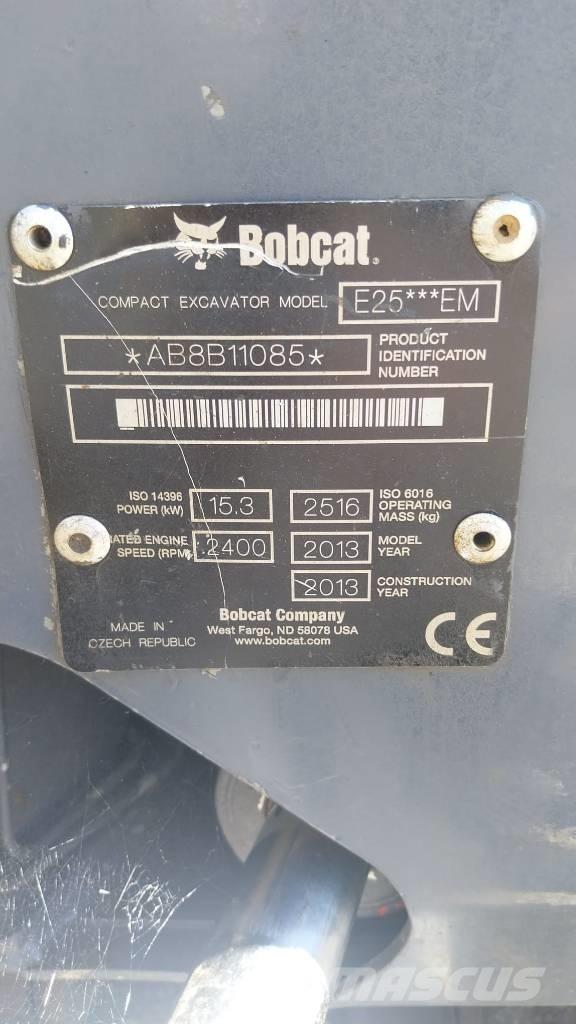 Bobcat®
COMPACT EXCAVATOR MODEL E25***EM
*AB8B11085* PRODUCT
IDENTIFICATION
NUMBER
ISO 14396
POWER (kW) 15.3
2516 ISO 6016
OPERATING
MASS (kg)
RATED ENGINE
SPEED (RPM) 2400
2013 MODEL
YEAR
2013 CONSTRUCTION
YEAR
MADE IN
CZECH REPUBLIC
Bobcat Company
West Fargo, ND 58078 USA
www.bobcat.com
CE
MASCUS